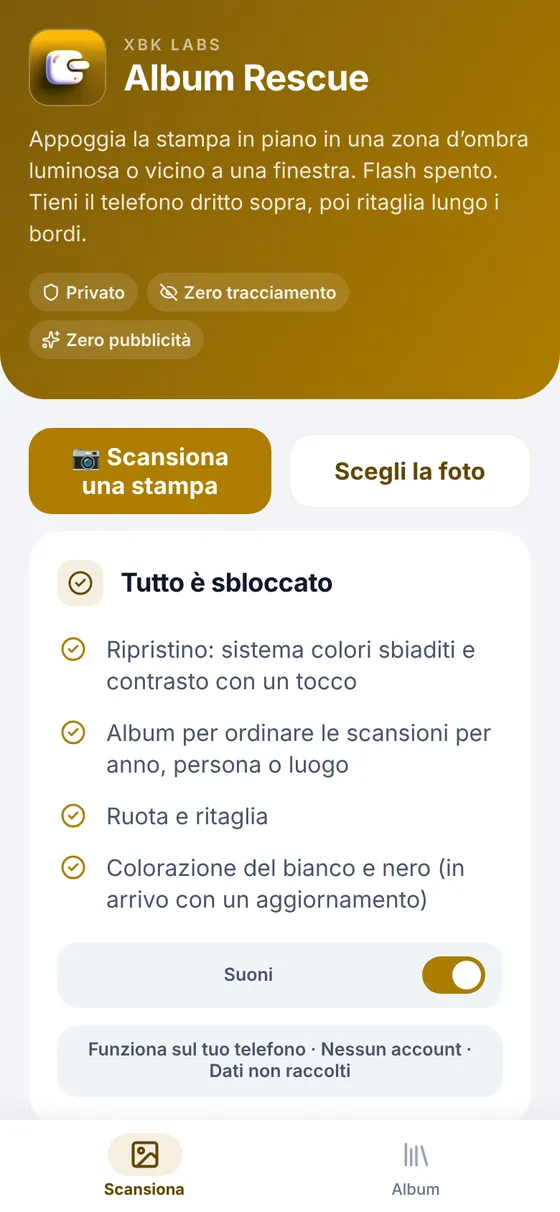 XBK LABS
Album Rescue
Appoggia la stampa in piano in una zona d’ombra
luminosa o vicino a una finestra. Flash spento.
Tieni il telefono dritto sopra, poi ritaglia lungo i
bordi.
Privato
Zero tracciamento
Zero pubblicità
📷 Scansiona
una stampa
Scegli la foto
Tutto è sbloccato
Ripristino: sistema colori sbiaditi e
contrasto con un tocco
Album per ordinare le scansioni per
anno, persona o luogo
Ruota e ritaglia
Colorazione del bianco e nero (in
arrivo con un aggiornamento)
Suoni
Funziona sul tuo telefono · Nessun account ·
Dati non raccolti
Scansiona
Album